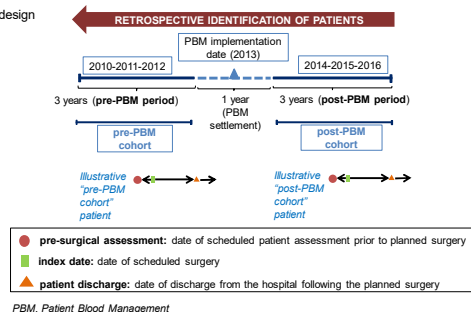 design
RETROSPECTIVE IDENTIFICATION OF PATIENTS
PBM implementation
date (2013)
2010-2011-2012
2014-2015-2016
3 years (pre-PBM period)
1 year
(PBM
settlement)
3 years (post-PBM period)
pre-PBM
cohort
post-PBM
cohort
Illustrative
“pre-PBM
cohort”
patient
Illustrative
“post-PBM
cohort”
patient
pre-surgical assessment: date of scheduled patient assessment prior to planned surgery
index date: date of scheduled surgery
patient discharge: date of discharge from the hospital following the planned surgery
PBM, Patient Blood Management